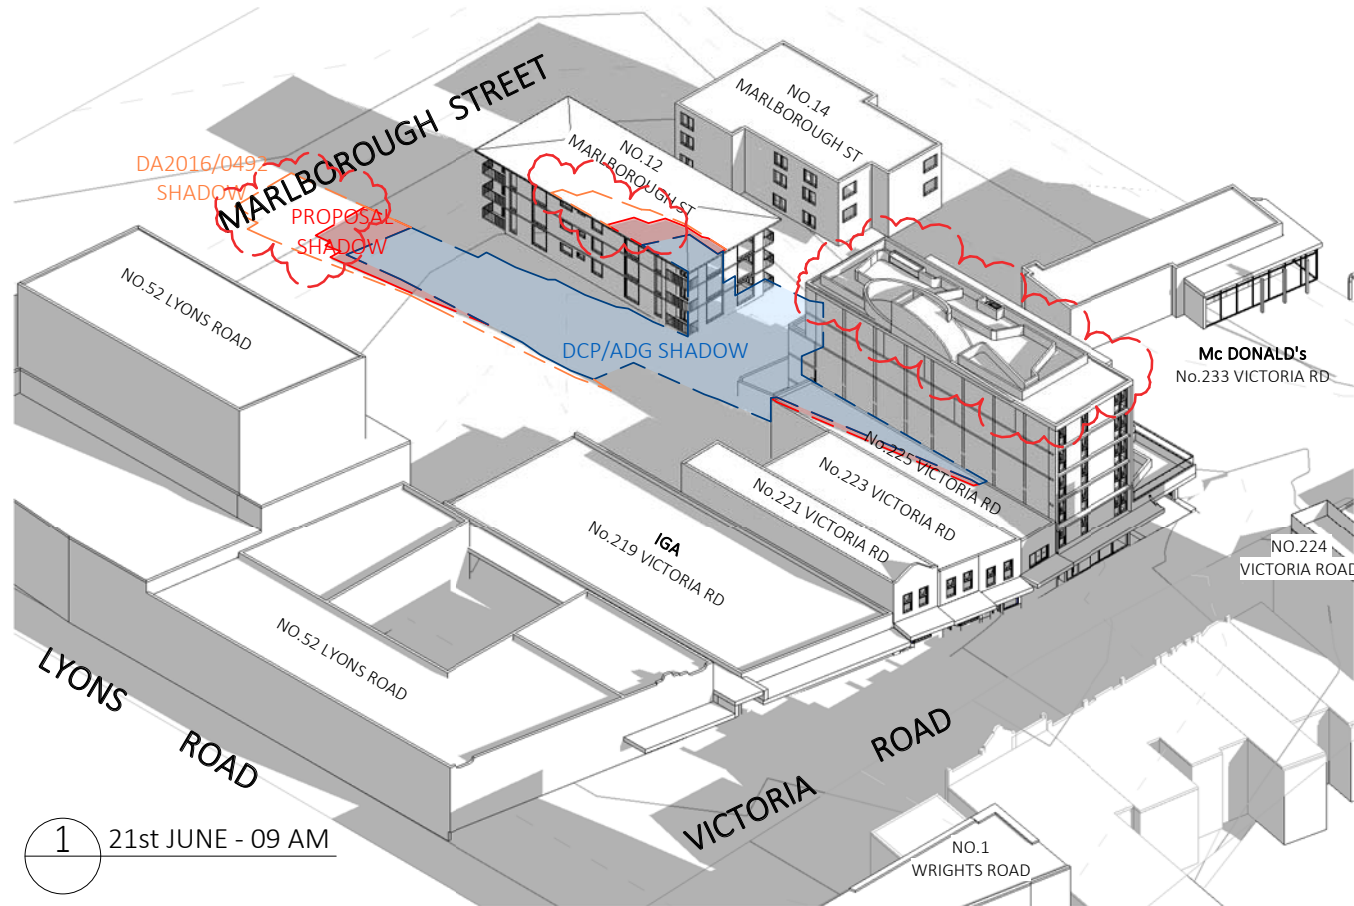 MARLBOROUGH STREET
NO.14
MARLBOROUGH ST
NO.12
MARLBOROUGH ST
DA2016/0492
SHADOW
PROPOSAL
SHADOW
NO.52 LYONS ROAD
DCP/ADG SHADOW
Mc DONALD's
No.233 VICTORIA RD
No.225 VICTORIA RD
No.223 VICTORIA RD
No.221 VICTORIA RD
IGA
No.219 VICTORIA RD
NO.224
VICTORIA ROAD
NO.52 LYONS ROAD
LYONS ROAD
VICTORIA ROAD
1
21st JUNE - 09 AM
NO.1
WRIGHTS ROAD